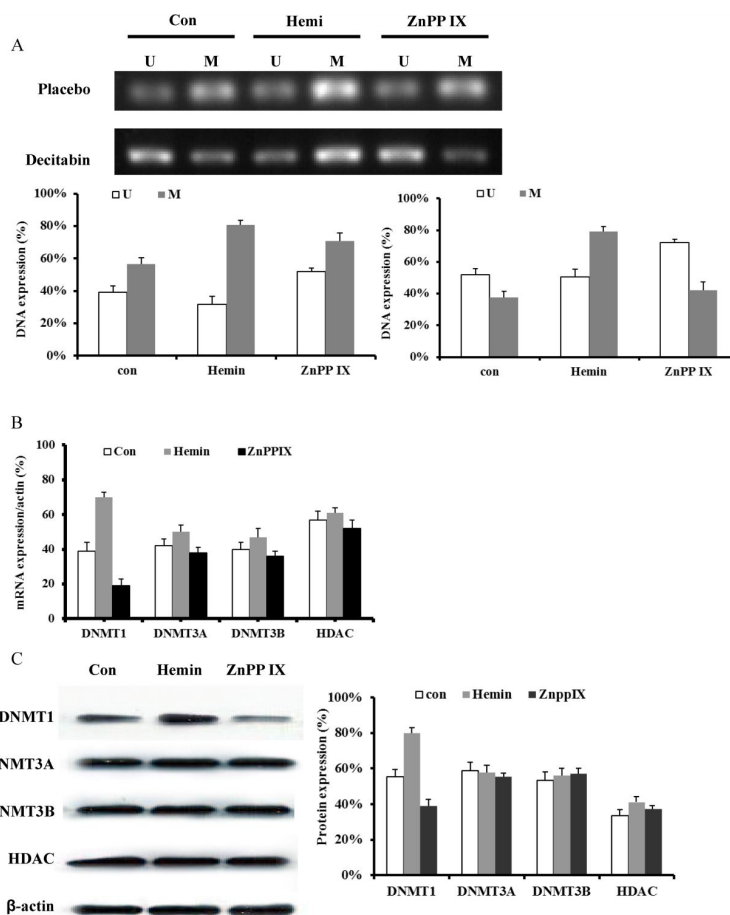 Con Hemi ZnPP IX
A
U M U M U M
Placebo
Decitabin
100%
80%
60%
40%
20%
0%
DNA expression (%)
U M
con Hemin ZnPP IX
100%
80%
60%
40%
20%
0%
DNA expression (%)
U M
con Hemin ZnPP IX
B
100
80
60
40
20
0
mRNA expression/actin (%)
Con Hemin ZnPPIX
DNMT1 DNMT3A DNMT3B HDAC
C
Con Hemin ZnPP IX
DNMT1
NMT3A
NMT3B
HDAC
β-actin
100%
80%
60%
40%
20%
0%
Protein expression (%)
con Hemin ZnppIX
DNMT1 DNMT3A DNMT3B HDAC